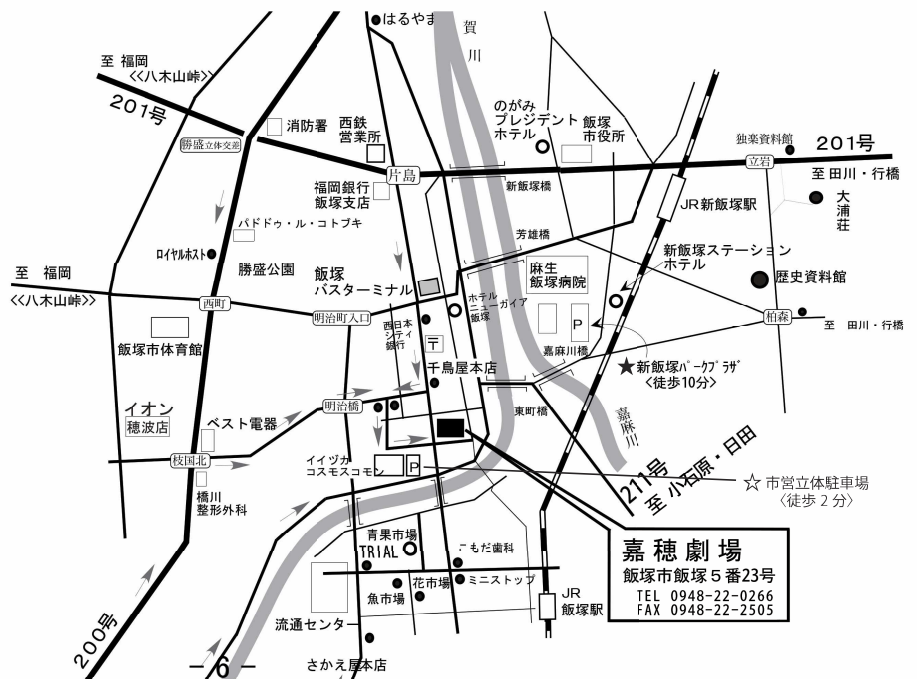 はるやま
賀
川
至 福岡
<<八木山峠>>
201号
消防署
西鉄
営業所
のがみ
プレジデント
ホテル
飯塚
市役所
独楽資料館
201号
勝盛立体交差
片島
立岩
至 田川・行橋
福岡銀行
飯塚支店
新飯塚橋
JR新飯塚駅
大
浦
荘
パドドゥ・ル・コトブキ
芳雄橋
ロイヤルホスト
勝盛公園
飯塚
バスターミナル
麻生
飯塚病院
新飯塚ステーション
ホテル
歴史資料館
至 福岡
<<八木山峠>>
西町
明治町入口
ホテル
ニューガイア
飯塚
西日本
シティ
銀行
〒
P
柏森
至 田川・行橋
飯塚市体育館
嘉麻川橋
千鳥屋本店
★新飯塚パークプラザ
〈徒歩10分〉
イオン
穂波店
ベスト電器
明治橋
東町橋
嘉麻川
枝国北
イイヅカ
コスモスコモン
P
211号
至 小石原・日田
☆ 市営立体駐車場
〈徒歩2分〉
橋川
整形外科
青果市場
TRIAL
こもだ歯科
嘉穂劇場
飯塚市飯塚5番23号
TEL 0948-22-0266
FAX 0948-22-2505
魚市場
花市場
ミニストップ
JR
飯塚駅
流通センター
200号
−6−
さかえ屋本店